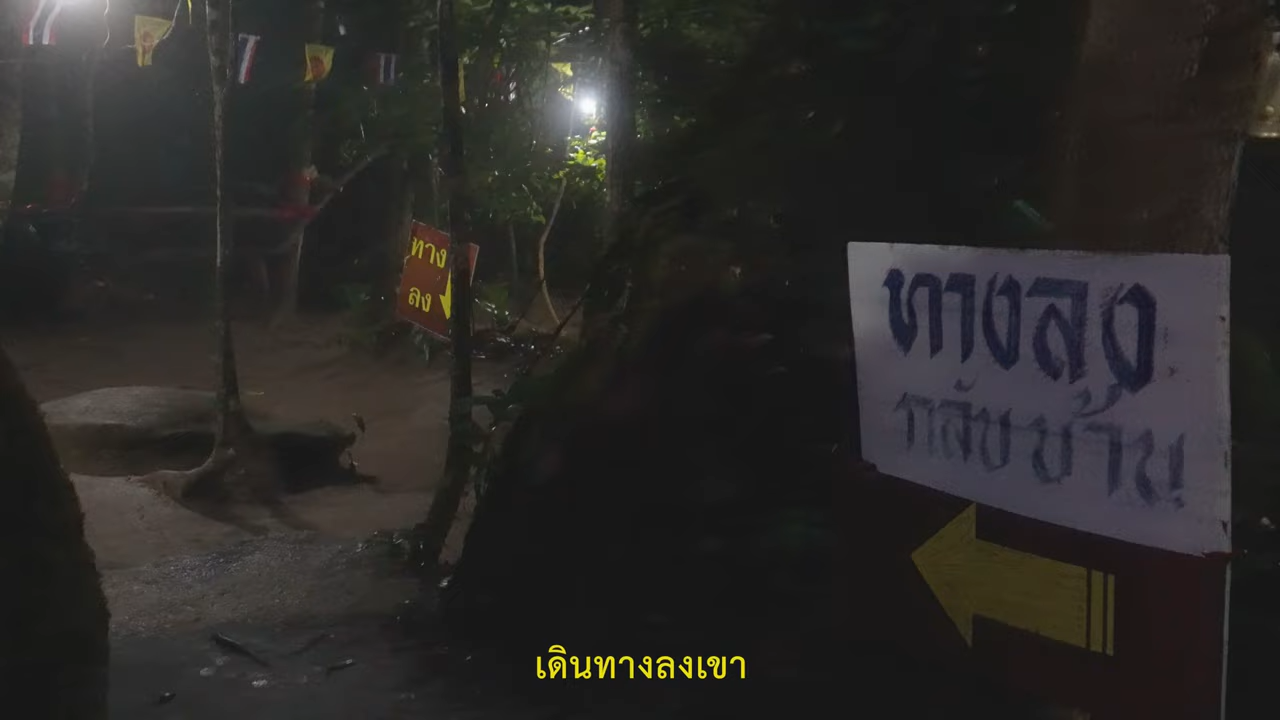 ทาง
ลง
ทางลง
กลับบ้าน
เดินทางลงเขา